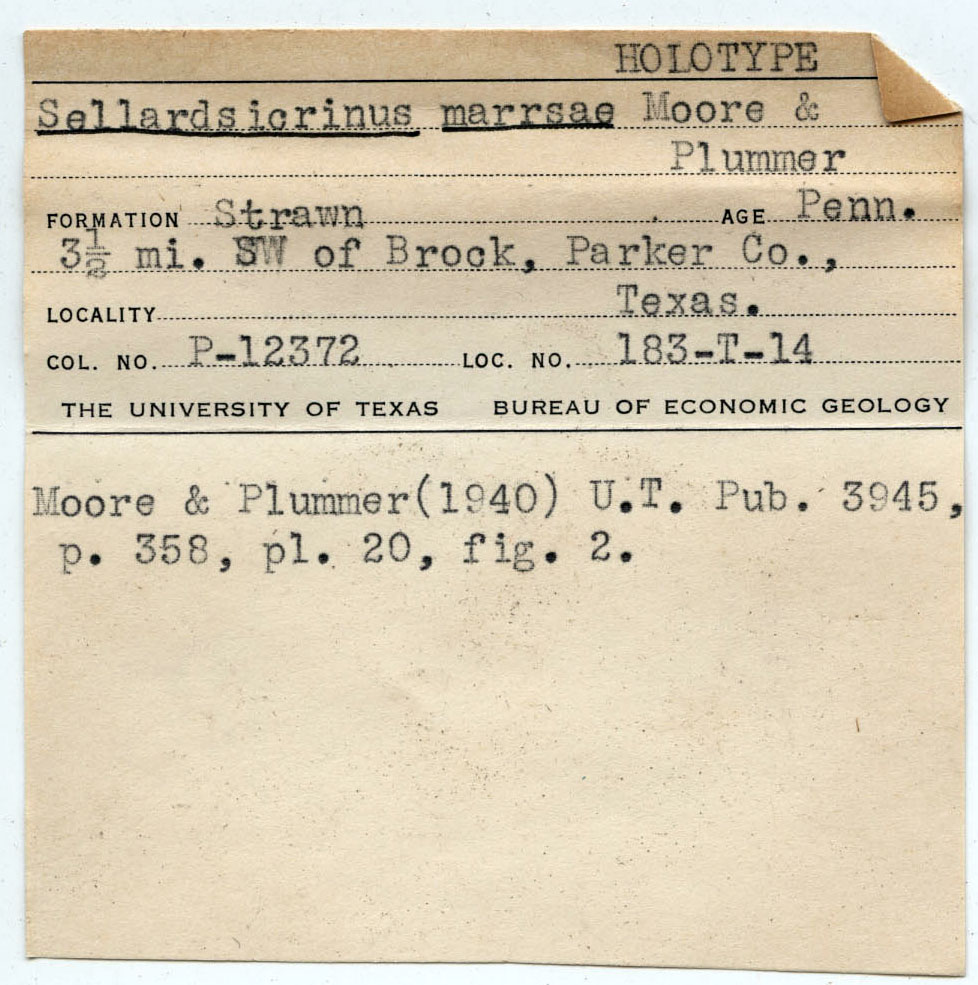 HOLOTYPE
Sellardsicrinus marrsae Moore &
Plummer
FORMATION Strawn AGE Penn.
3½ mi. SW of Brock, Parker Co.,
LOCALITY Texas.
COL. NO. P-12372 LOC. NO. 183-T-14
THE UNIVERSITY OF TEXAS BUREAU OF ECONOMIC GEOLOGY
Moore & Plummer(1940) U.T. Pub. 3945,
p. 358, pl. 20, fig. 2.